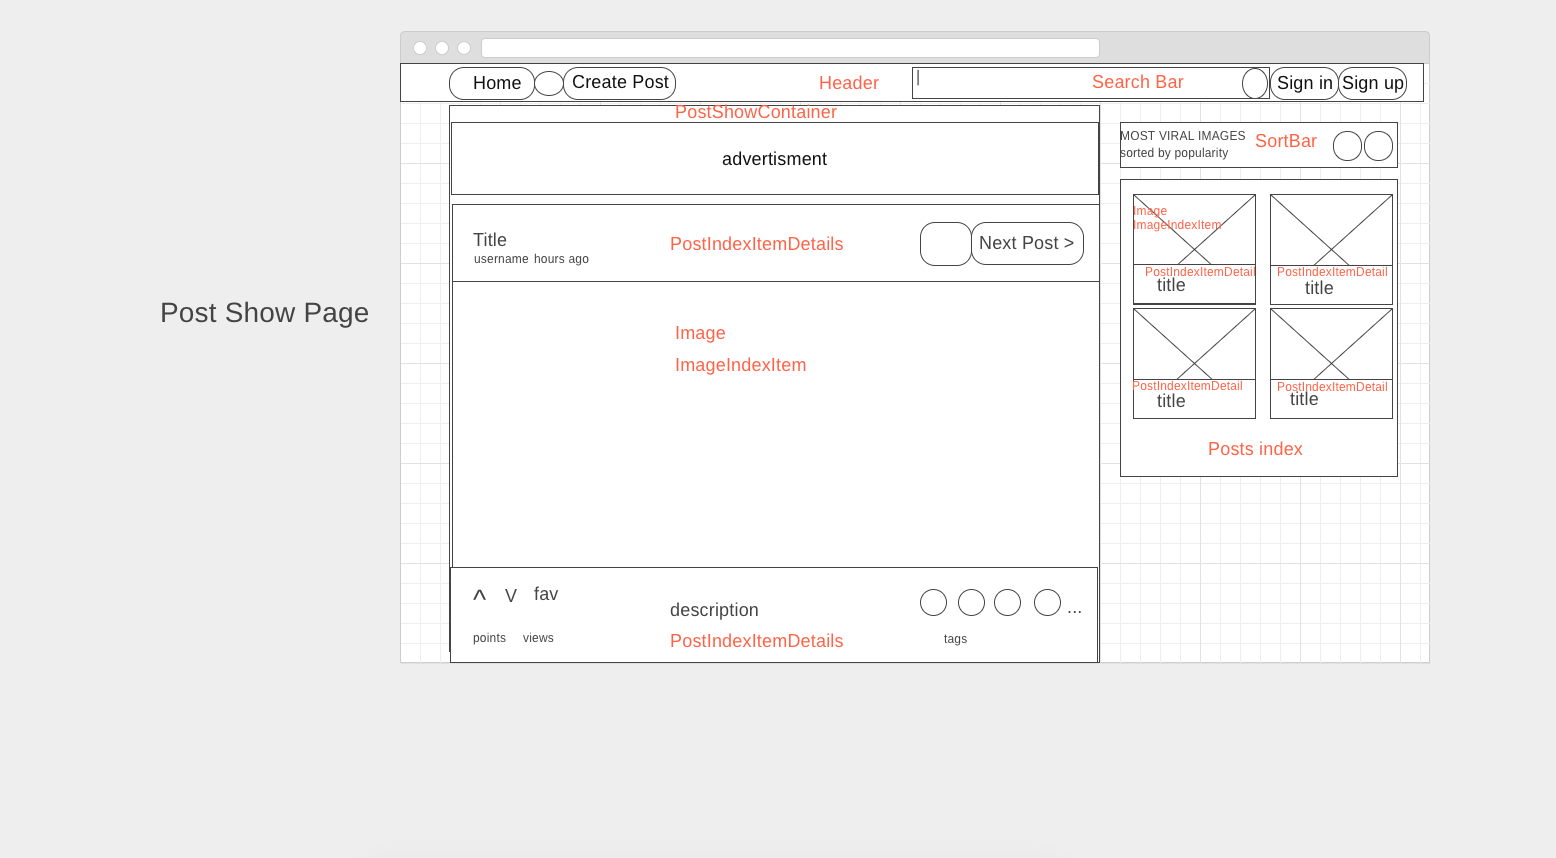 Home
Create Post
Header
Search Bar
Sign in
Sign up
PostShowContainer
advertisment
MOST VIRAL IMAGES
sorted by popularity
SortBar
Title
username hours ago
PostIndexItemDetails
Next Post >
Image
ImageIndexItem
PostIndexItemDetail
title
PostIndexItemDetail
title
Post Show Page
Image
ImageIndexItem
PostIndexItemDetail
title
PostIndexItemDetail
title
Posts index
^ V fav
description
...
points views
PostIndexItemDetails
tags